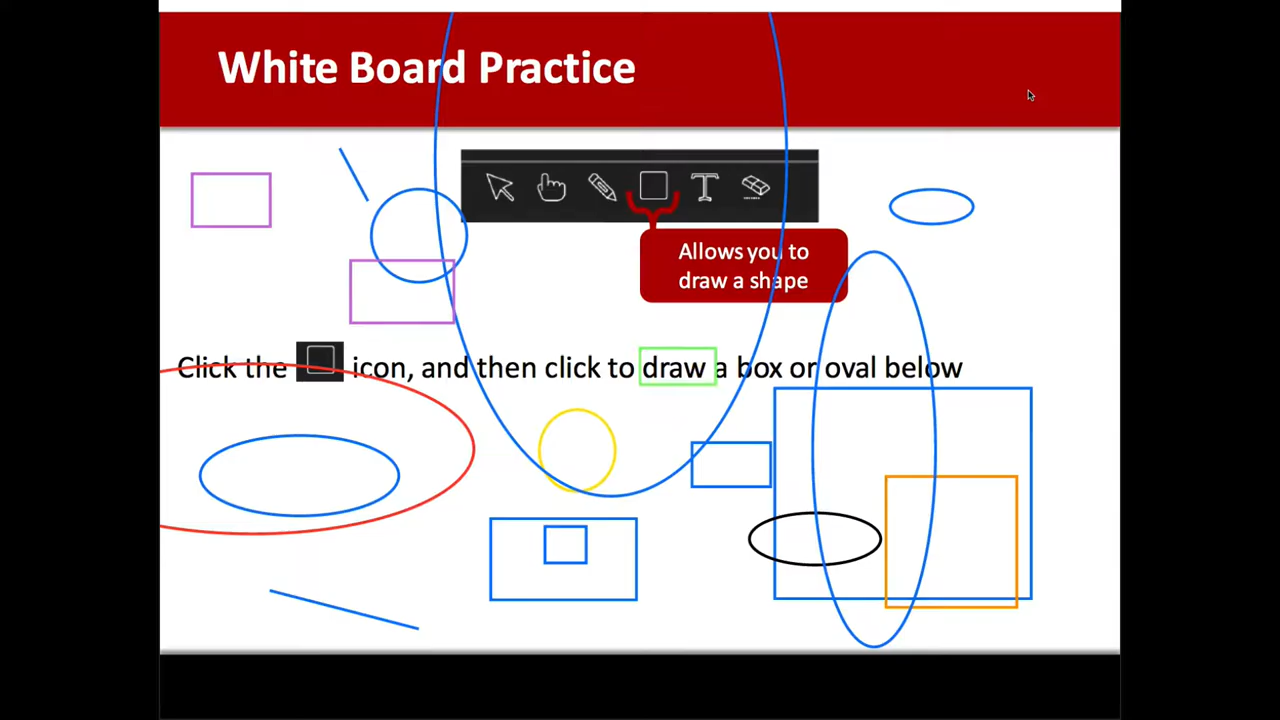 White Board Practice
T
Allows you to
draw a shape
Click the icon, and then click to draw a box or oval below